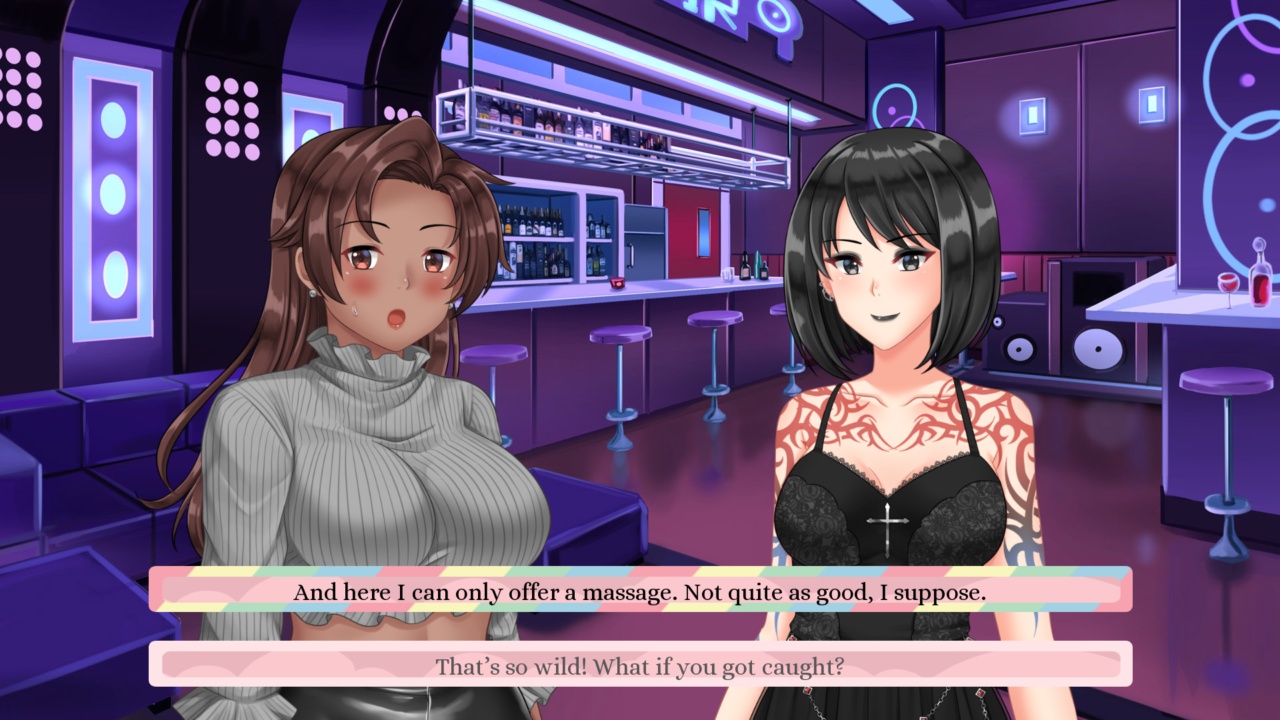 And here I can only offer a massage. Not quite as good, I suppose.
That's so wild! What if you got caught?